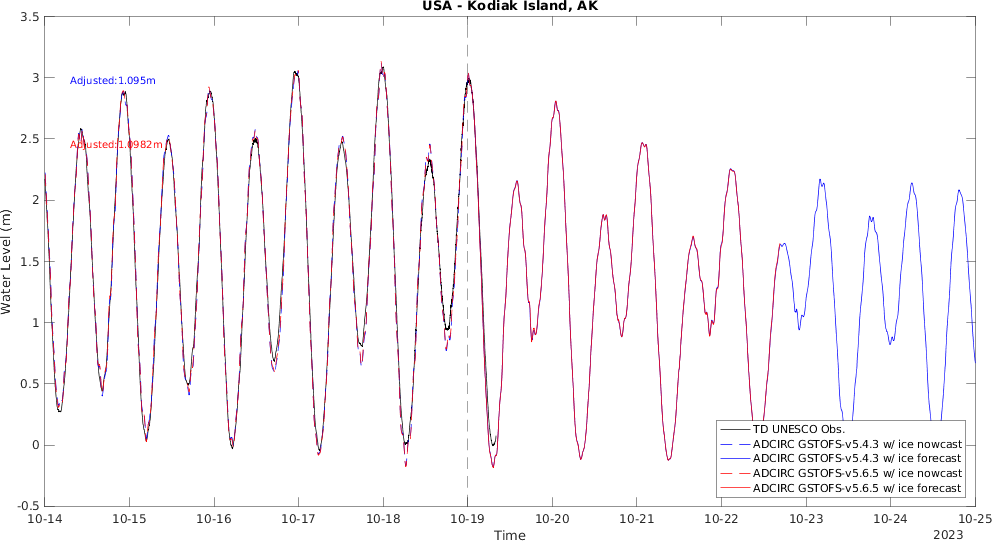 USA - Kodiak Island, AK
3.5
3
2.5
2
1.5
1
0.5
0
-0.5
Water Level (m)
Adjusted:1.095m
Adjusted:1.0982m
TD UNESCO Obs.
ADCIRC GSTOFS-v5.4.3 w/ ice nowcast
ADCIRC GSTOFS-v5.4.3 w/ ice forecast
ADCIRC GSTOFS-v5.6.5 w/ ice nowcast
ADCIRC GSTOFS-v5.6.5 w/ ice forecast
10-14 10-15 10-16 10-17 10-18 10-19 10-20 10-21 10-22 10-23 10-24 10-25
Time
2023